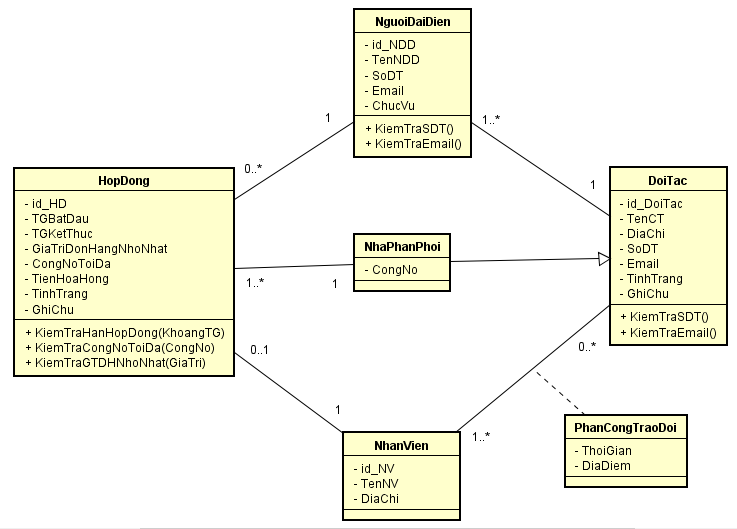 NguoiDaiDien
- id_NDD
- TenNDD
- SoDT
- Email
- ChucVu
+ KiemTraSDT()
+ KiemTraEmail()
1
0..*
1..*
1
HopDong
- id_HD
- TGBatDau
- TGKetThuc
- GiaTriDonHangNhoNhat
- CongNoToiDa
- TienHoaHong
- TinhTrang
- GhiChu
+ KiemTraHanHopDong(KhoangTG)
+ KiemTraCongNoToiDa(CongNo)
+ KiemTraGTDHNhoNhat(GiaTri)
DoiTac
- id_DoiTac
- TenCT
- DiaChi
- SoDT
- Email
- TinhTrang
- GhiChu
+ KiemTraSDT()
+ KiemTraEmail()
NhaPhanPhoi
- CongNo
1..*
1
0..1
1
0..*
1..*
PhanCongTraoDoi
- ThoiGian
- DiaDiem
NhanVien
- id_NV
- TenNV
- DiaChi